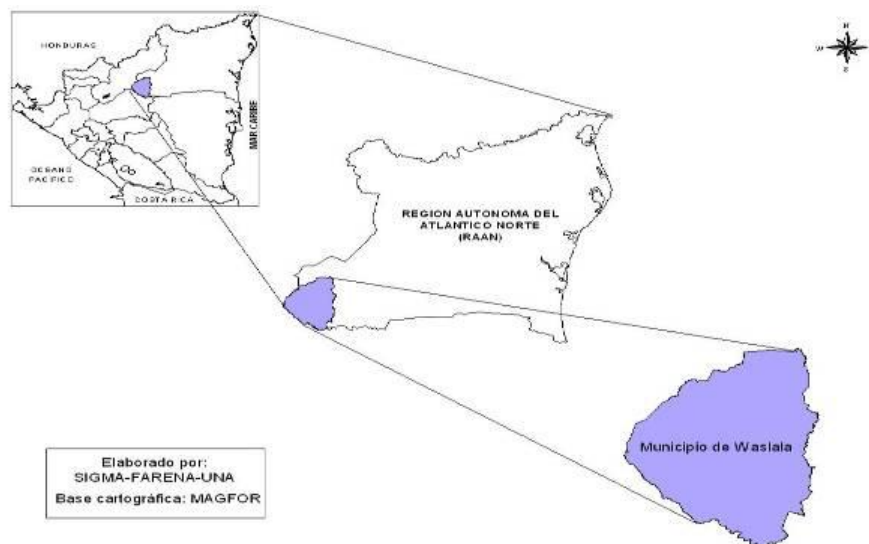 HONDURAS
MAR CARIBE
OCEANO
PACIFICO
COSTA RICA
N
W
E
S
REGION AUTONOMA DEL
ATLANTICO NORTE
(RAAN)
Municipio de Waslala
Elaborado por:
SIGMA-FARENA-UNA
Base cartográfica: MAGFOR